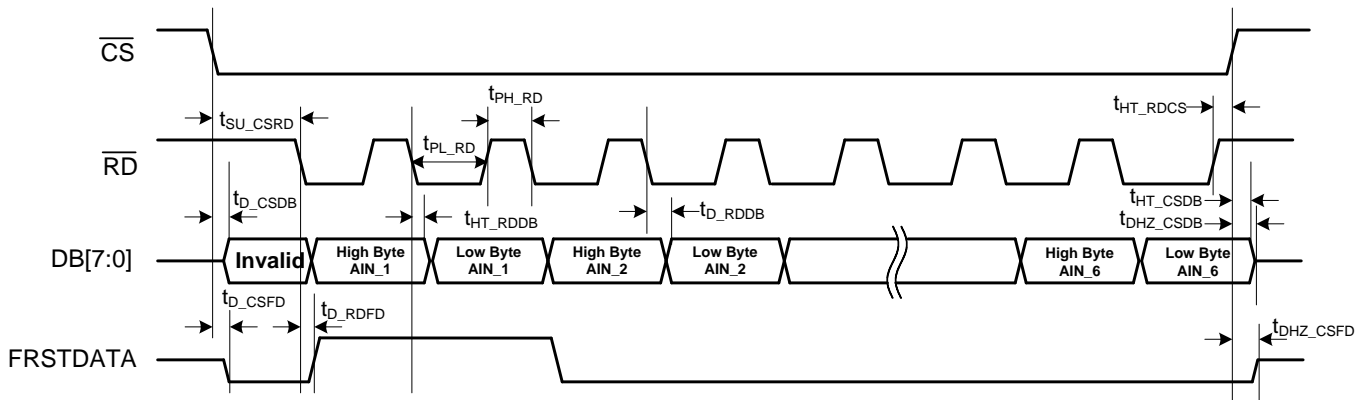 CS
t_PH_RD
t_SU_CSRD
t_HT_RDCS
RD
t_PL_RD
t_D_CSDB
t_HT_RDDB
t_D_RDDB
t_HT_CSDB
t_DHZ_CSDB
DB[7:0]
Invalid
High Byte
AIN_1
Low Byte
AIN_1
High Byte
AIN_2
Low Byte
AIN_2
High Byte
AIN_6
Low Byte
AIN_6
t_D_CSFD
t_D_RDFD
t_DHZ_CSFD
FRSTDATA